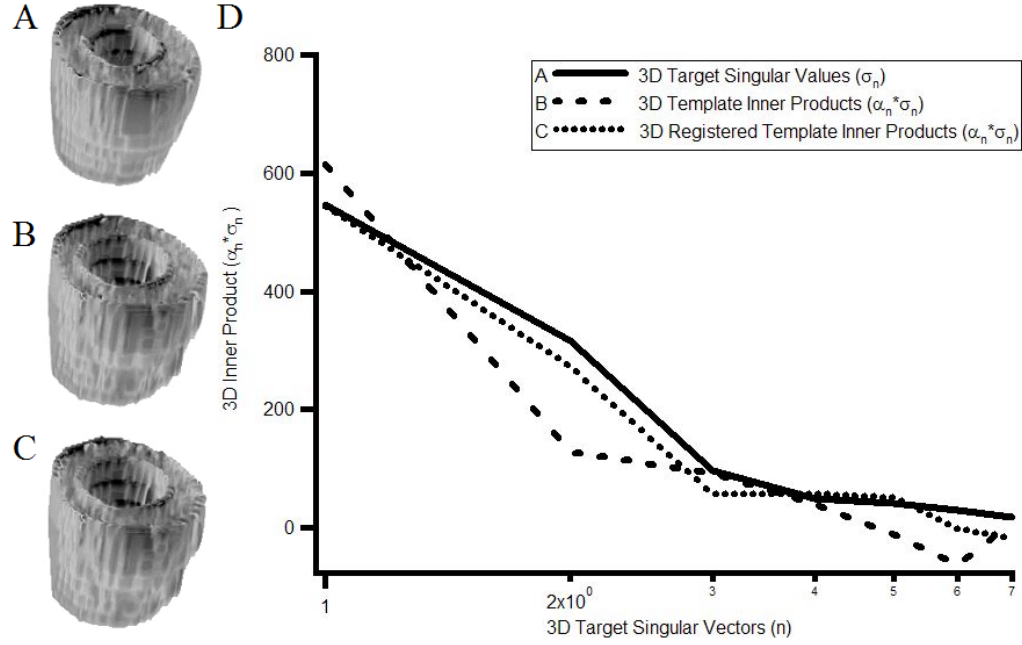 A
B
C
D
800
600
400
200
0
3D Inner Product (αn*σn)
A 3D Target Singular Values (σn)
B 3D Template Inner Products (αn*σn)
C 3D Registered Template Inner Products (αn*σn)
1 2x10⁰ 3 4 5 6 7
3D Target Singular Vectors (n)